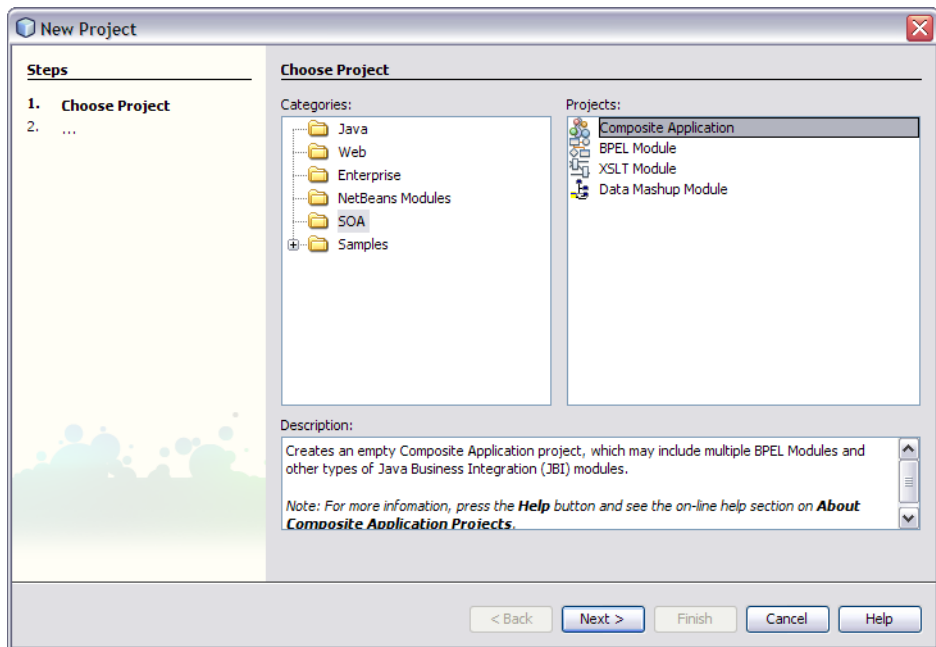 New Project
Steps
1. Choose Project
2. ...
Choose Project
Categories:
Java
Web
Enterprise
NetBeans Modules
SOA
Samples
Projects:
Composite Application
BPEL Module
XSLT Module
Data Mashup Module
Description:
Creates an empty Composite Application project, which may include multiple BPEL Modules and
other types of Java Business Integration (JBI) modules.
Note: For more infomation, press the Help button and see the on-line help section on About
Composite Application Projects.
< Back
Next >
Finish
Cancel
Help